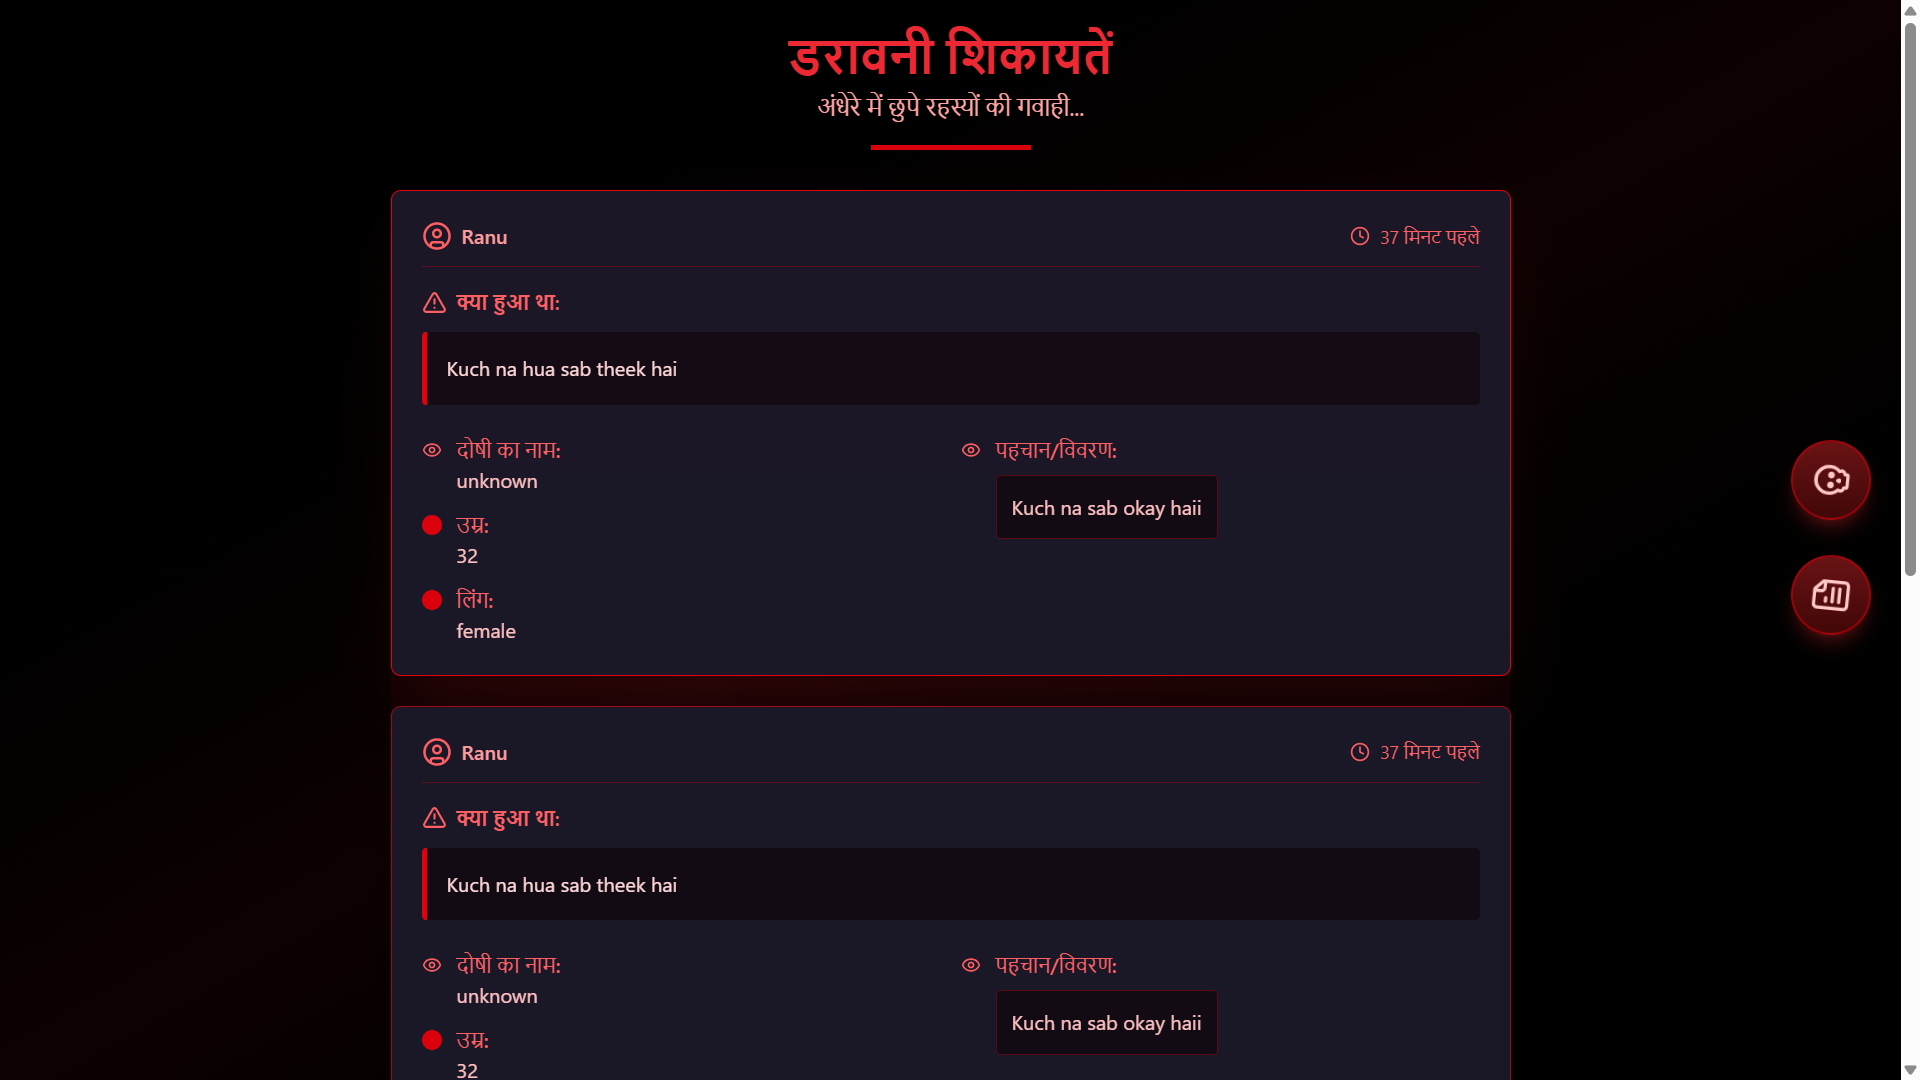 डरावनी शिकायतें
अंधेरे में छुपे रहस्यों की गवाही...
Ranu
37 मिनट पहले
क्या हुआ था:
Kuch na hua sab theek hai
दोषी का नाम:
unknown
उम्र:
32
लिंग:
female
पहचान/विवरण:
Kuch na sab okay haii
Ranu
37 मिनट पहले
क्या हुआ था:
Kuch na hua sab theek hai
दोषी का नाम:
unknown
उम्र:
32
पहचान/विवरण:
Kuch na sab okay haii